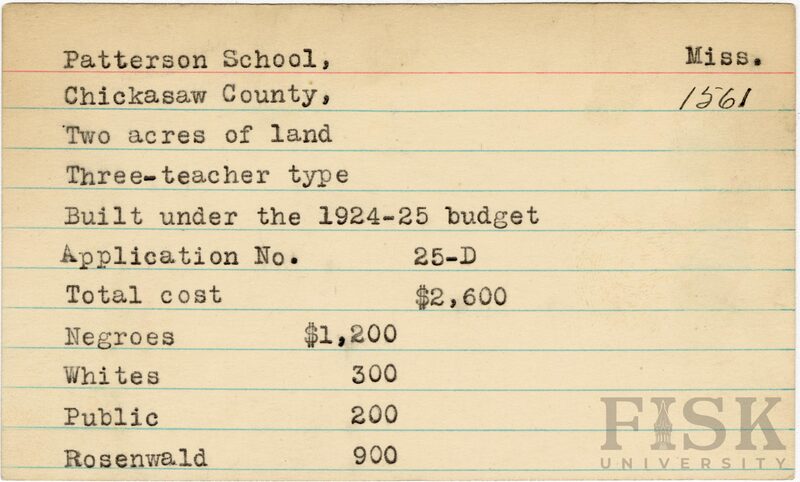 Patterson School, Miss.
Chickasaw County, 1561
Two acres of land
Three-teacher type
Built under the 1924-25 budget
Application No. 25-D
Total cost $2,600
Negroes $1,200
Whites 300
Public 200
Rosenwald 900
FISK
UNIVERSITY